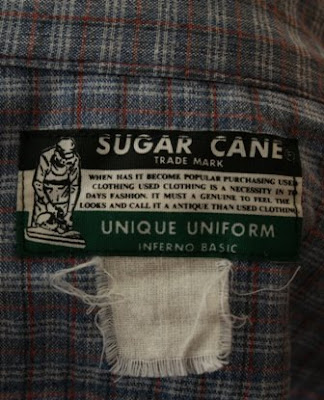 SUGAR CANE
TRADE MARK
WHEN HAS IT BECOME POPULAR PURCHASING USED
CLOTHING USED CLOTHING IS A NECESSITY IN TO
DAYS FASHION. IT MUST A GENUINE TO FEEL THE
LOOKS AND CALL IT A ANTIQUE THAN USED CLOTHING
UNIQUE UNIFORM
INFERNO BASIC